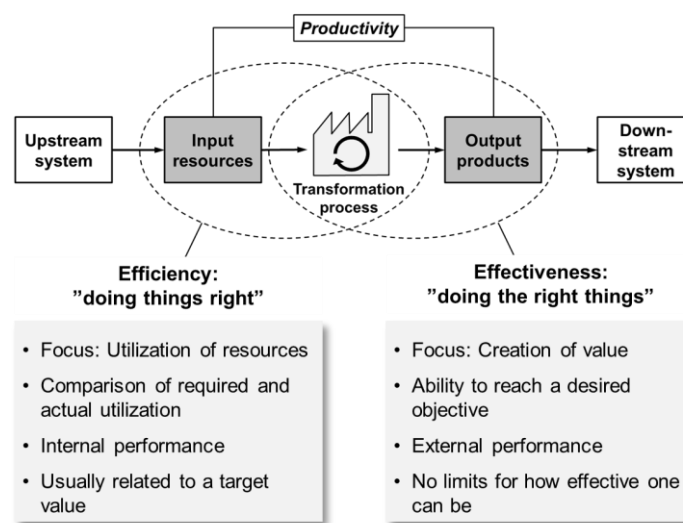 Productivity
Upstream
system
Input
resources
Transformation
process
Output
products
Down-
stream
system
Efficiency:
”doing things right”
• Focus: Utilization of resources
• Comparison of required and
actual utilization
• Internal performance
• Usually related to a target
value
Effectiveness:
”doing the right things”
• Focus: Creation of value
• Ability to reach a desired
objective
• External performance
• No limits for how effective one
can be